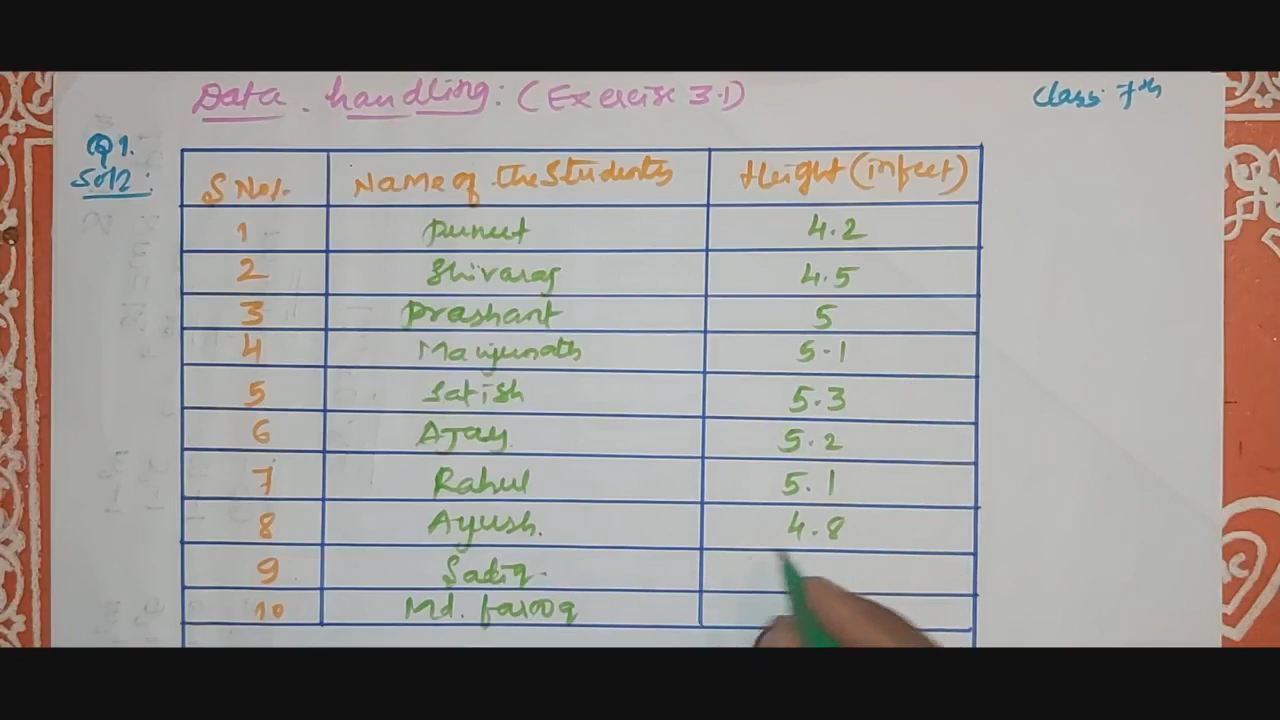 Data handling: (Exercise 3.1)
Class: 7th
Q1.
Soln:
S No. Name of the Students Height (in feet)
1 Punut 4.2
2 Shivaraj 4.5
3 Prashant 5
4 Manjunath 5.1
5 Satish 5.3
6 Ajay 5.2
7 Rahul 5.1
8 Ayush. 4.8
9 Sadiq.
10 Md. farooq